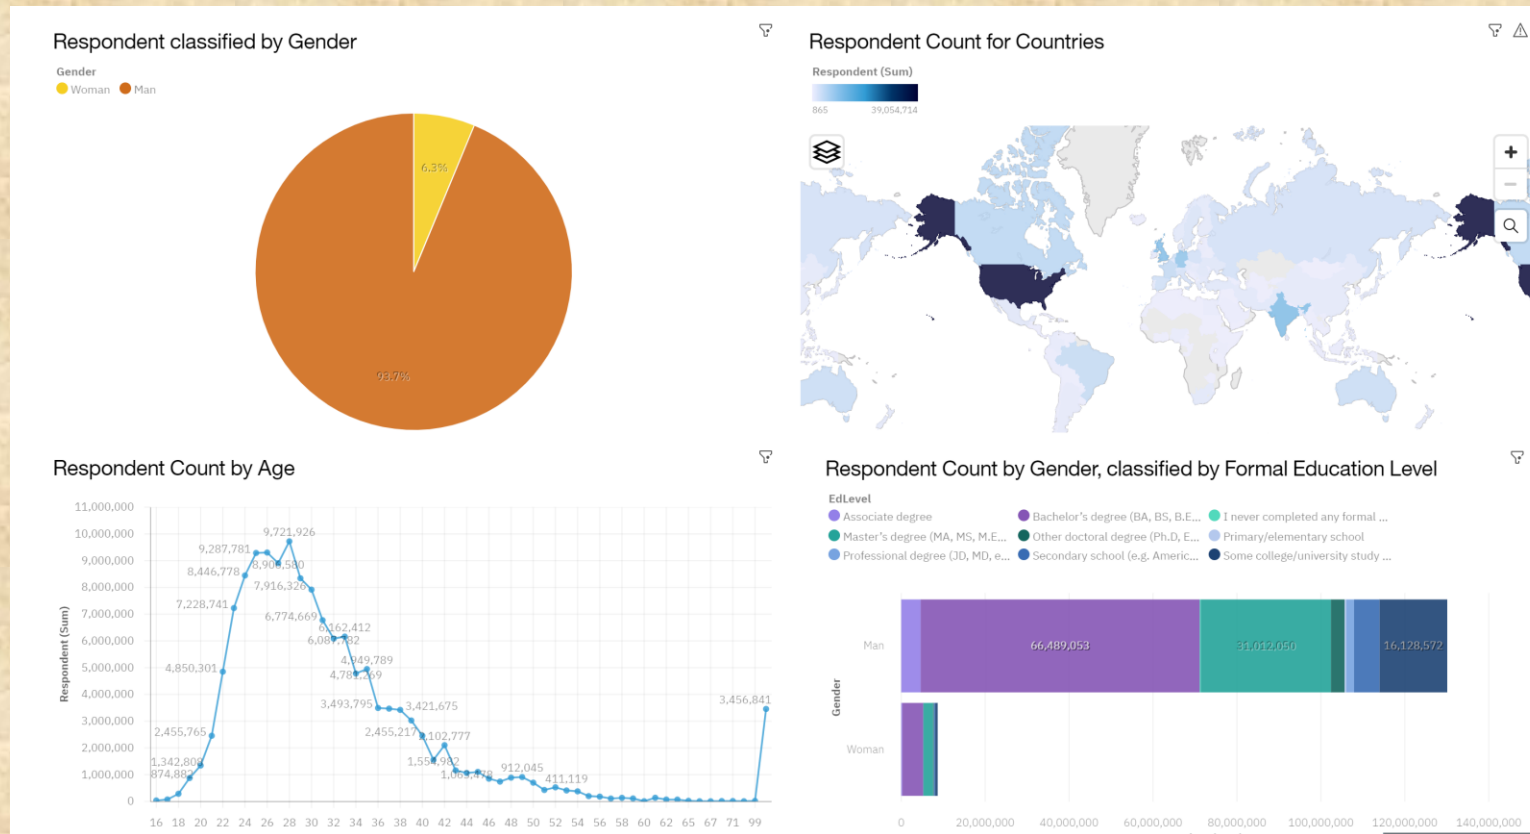 Respondent classified by Gender
Gender
Woman Man
6.3%
93.7%
Respondent Count for Countries
Respondent (Sum)
865 39,054,714
Respondent Count by Age
Respondent (Sum)
11,000,000
10,000,000
9,000,000
8,000,000
7,000,000
6,000,000
5,000,000
4,000,000
3,000,000
2,000,000
1,000,000
0
9,721,926
9,287,781
8,446,778
7,916,326
7,228,741
6,774,669
6,162,412
4,949,789
4,850,301
3,493,795 3,421,675
3,456,841
2,455,765
2,455,217
1,342,808
874,882
912,045
411,119
16 18 20 22 24 26 28 30 32 34 36 38 40 42 44 46 48 50 52 54 56 58 60 62 65 67 71 99
Respondent Count by Gender, classified by Formal Education Level
EdLevel
Associate degree Bachelor's degree (BA, BS, B.E... I never completed any formal ...
Master's degree (MA, MS, M.E... Other doctoral degree (Ph.D, E... Primary/elementary school
Professional degree (JD, MD, e... Secondary school (e.g. Americ... Some college/university study ...
Gender
Man
66,489,053 31,012,050 16,128,572
Woman
0 20,000,000 40,000,000 60,000,000 80,000,000 100,000,000 120,000,000 140,000,000